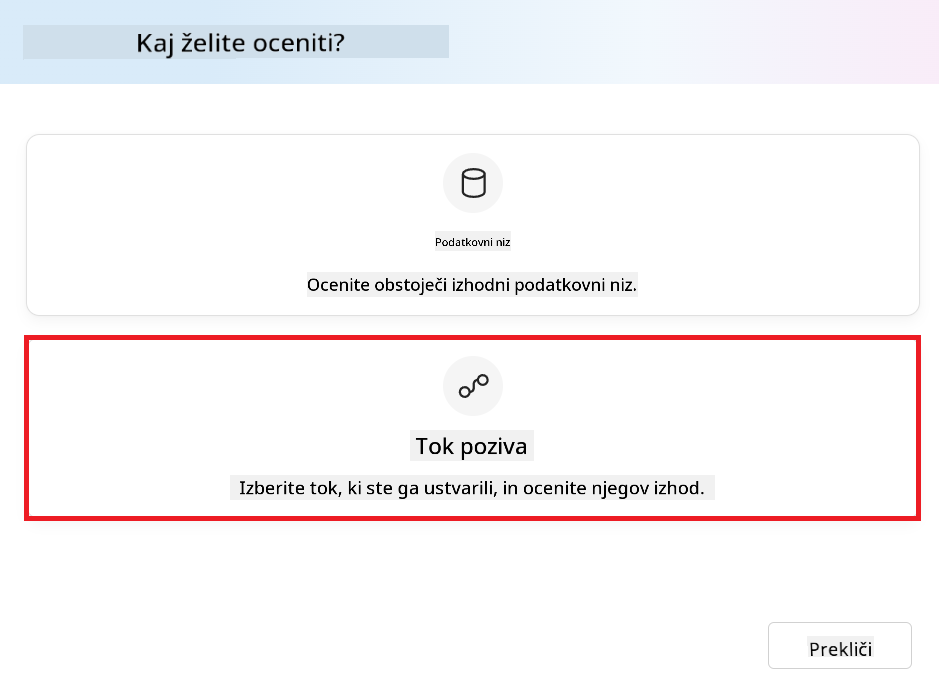 Kaj želite oceniti?
Podatkovni niz
Ocenite obstoječi izhodni podatkovni niz.
Tok poziva
Izberite tok, ki ste ga ustvarili, in ocenite njegov izhod.
Prekliči